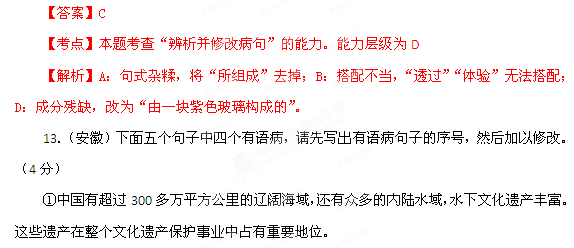 【答案】C
【考点】本题考查“辨析并修改病句”的能力。能力层级为 D
【解析】A：句式杂糅，将“所组成”去掉；B：搭配不当，“透过”“体验”无法搭配；
D：成分残缺，改为“由一块紫色玻璃构成的”。
13.（安徽）下面五个句子中四个有语病，请先写出有语病句子的序号，然后加以修改。
（4 分）
①中国有超过 300 多万平方公里的辽阔海域，还有众多的内陆水域，水下文化遗产丰富。
这些遗产在整个文化遗产保护事业中占有重要地位。